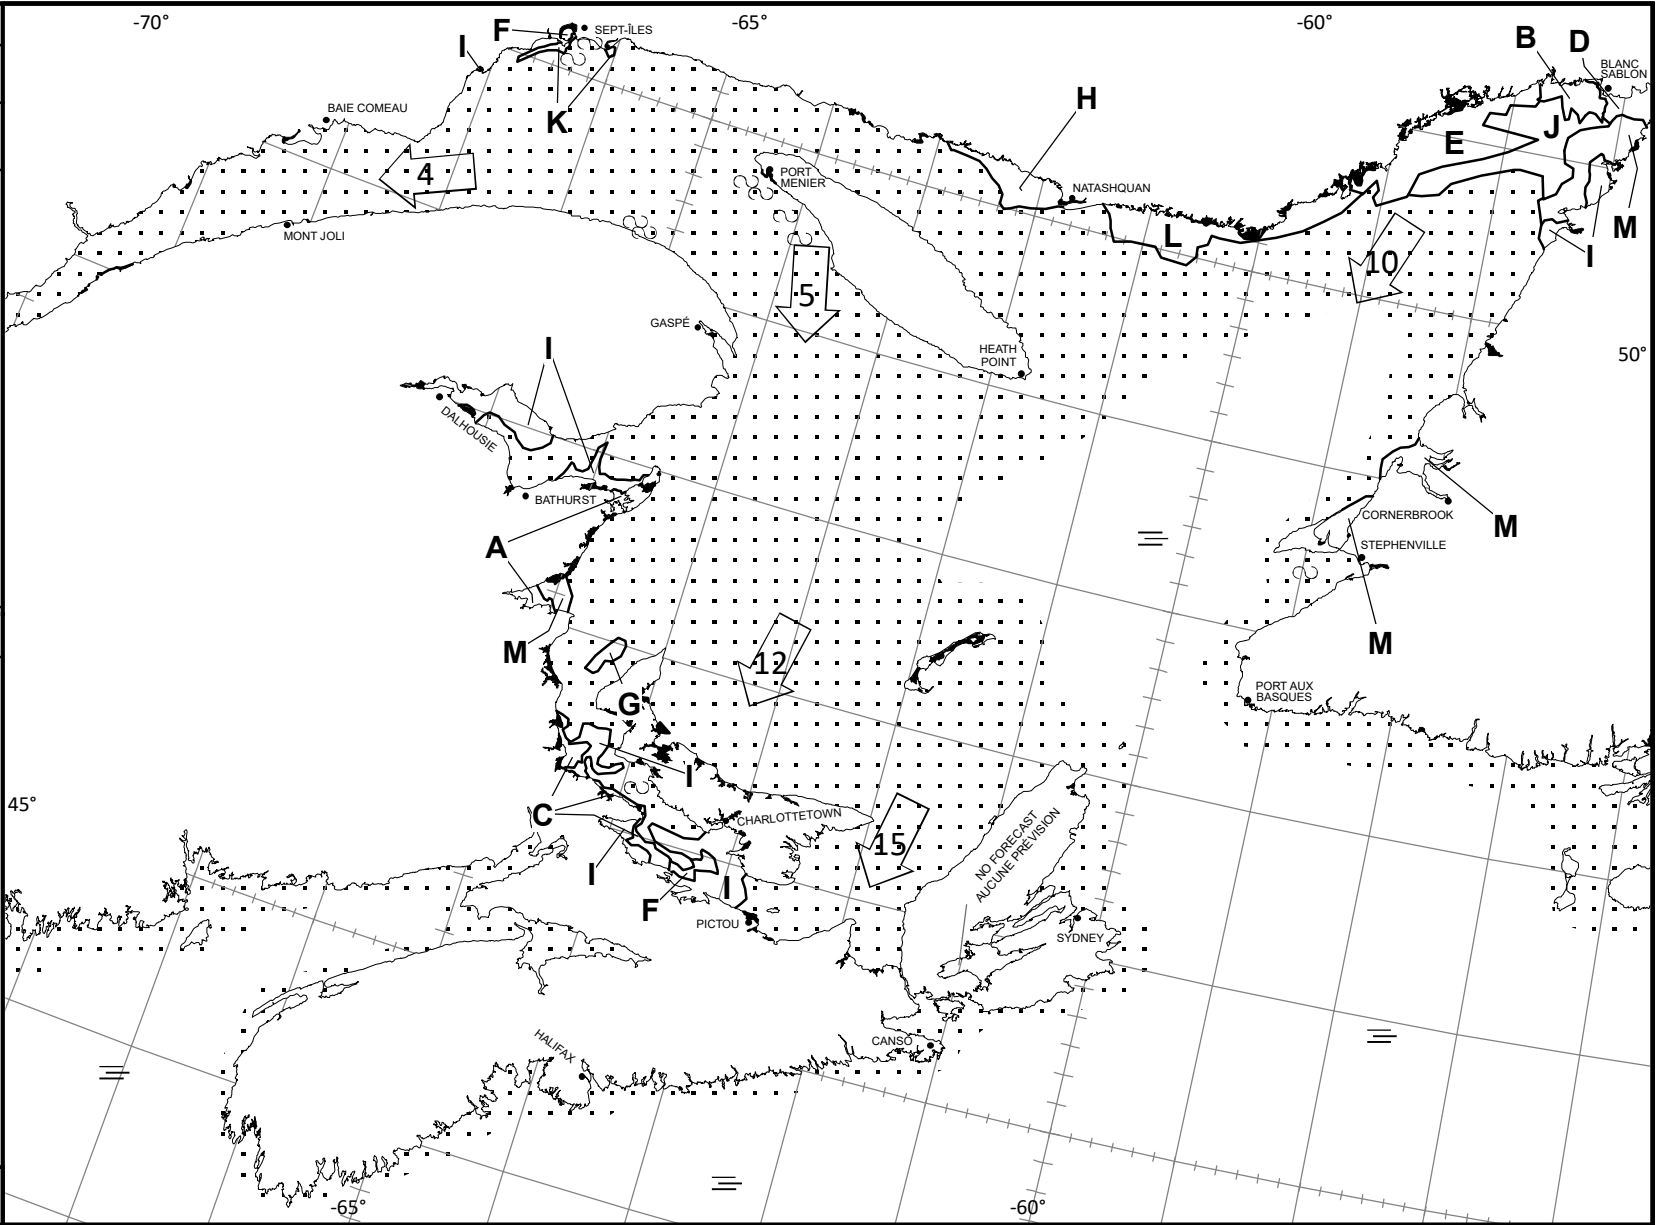 -70°
-65°
-60°
F
SEPT-ÎLES
I
B
D
BLANC
SABLON
BAIE COMEAU
K
H
J
E
4
PORT
MENIER
NATASHQUAN
MONT JOLI
L
M
I
10
5
GASPÉ
HEATH
POINT
50°
I
DALHOUSIE
BATHURST
CORNERBROOK
M
A
STEPHENVILLE
M
M
12
G
PORT AUX
BASQUES
I
45°
C
CHARLOTTETOWN
15
NO FORECAST
AUCUNE PRÉVISION
I
I
F
PICTOU
SYDNEY
HALIFAX
CANSO
-65°
-60°